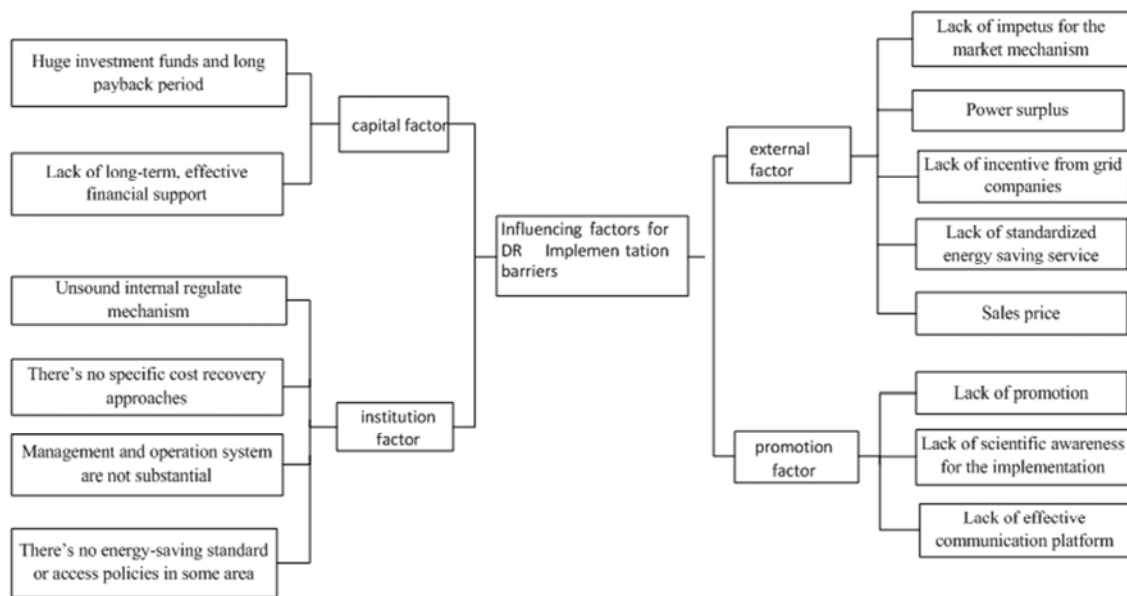 Huge investment funds and long
payback period
Lack of long-term, effective
financial support
capital factor
Unsound internal regulate
mechanism
There's no specific cost recovery
approaches
Management and operation system
are not substantial
There's no energy-saving standard
or access policies in some area
institution
factor
Influencing factors for
DR Implemen tation
barriers
external
factor
Lack of impetus for the
market mechanism
Power surplus
Lack of incentive from grid
companies
Lack of standardized
energy saving service
Sales price
promotion
factor
Lack of promotion
Lack of scientific awareness
for the implementation
Lack of effective
communication platform